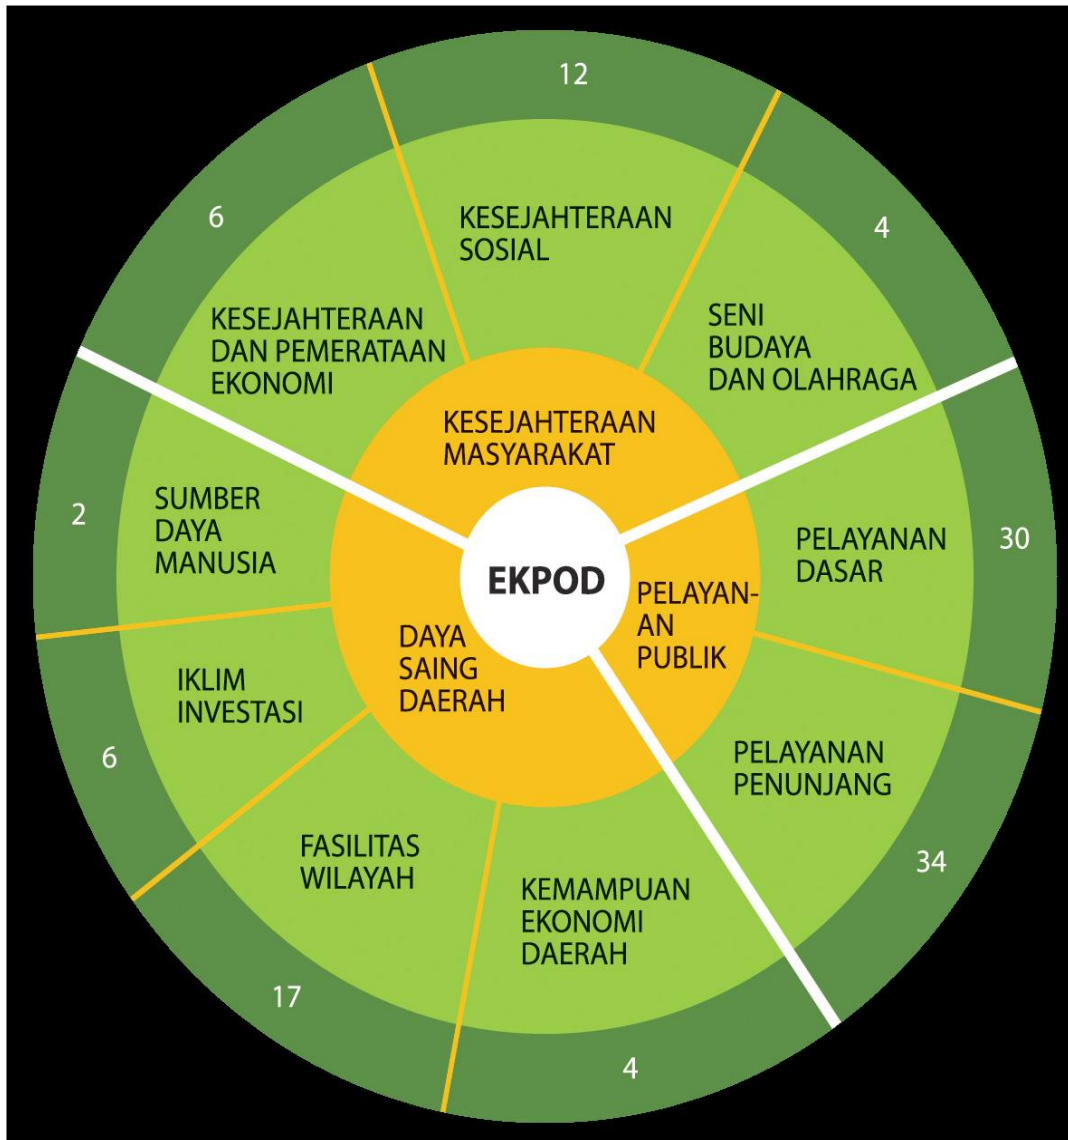 12
6
4
KESEJAHTERAAN
SOSIAL
KESEJAHTERAAN
DAN PEMERATAAN
EKONOMI
SENI
BUDAYA
DAN OLAHRAGA
KESEJAHTERAAN
MASYARAKAT
2
SUMBER
DAYA
MANUSIA
EKPOD
PELAYANAN
DASAR
30
PELAYAN-
AN
PUBLIK
DAYA
SAING
DAERAH
IKLIM
INVESTASI
6
PELAYANAN
PENUNJANG
34
FASILITAS
WILAYAH
KEMAMPUAN
EKONOMI
DAERAH
17
4